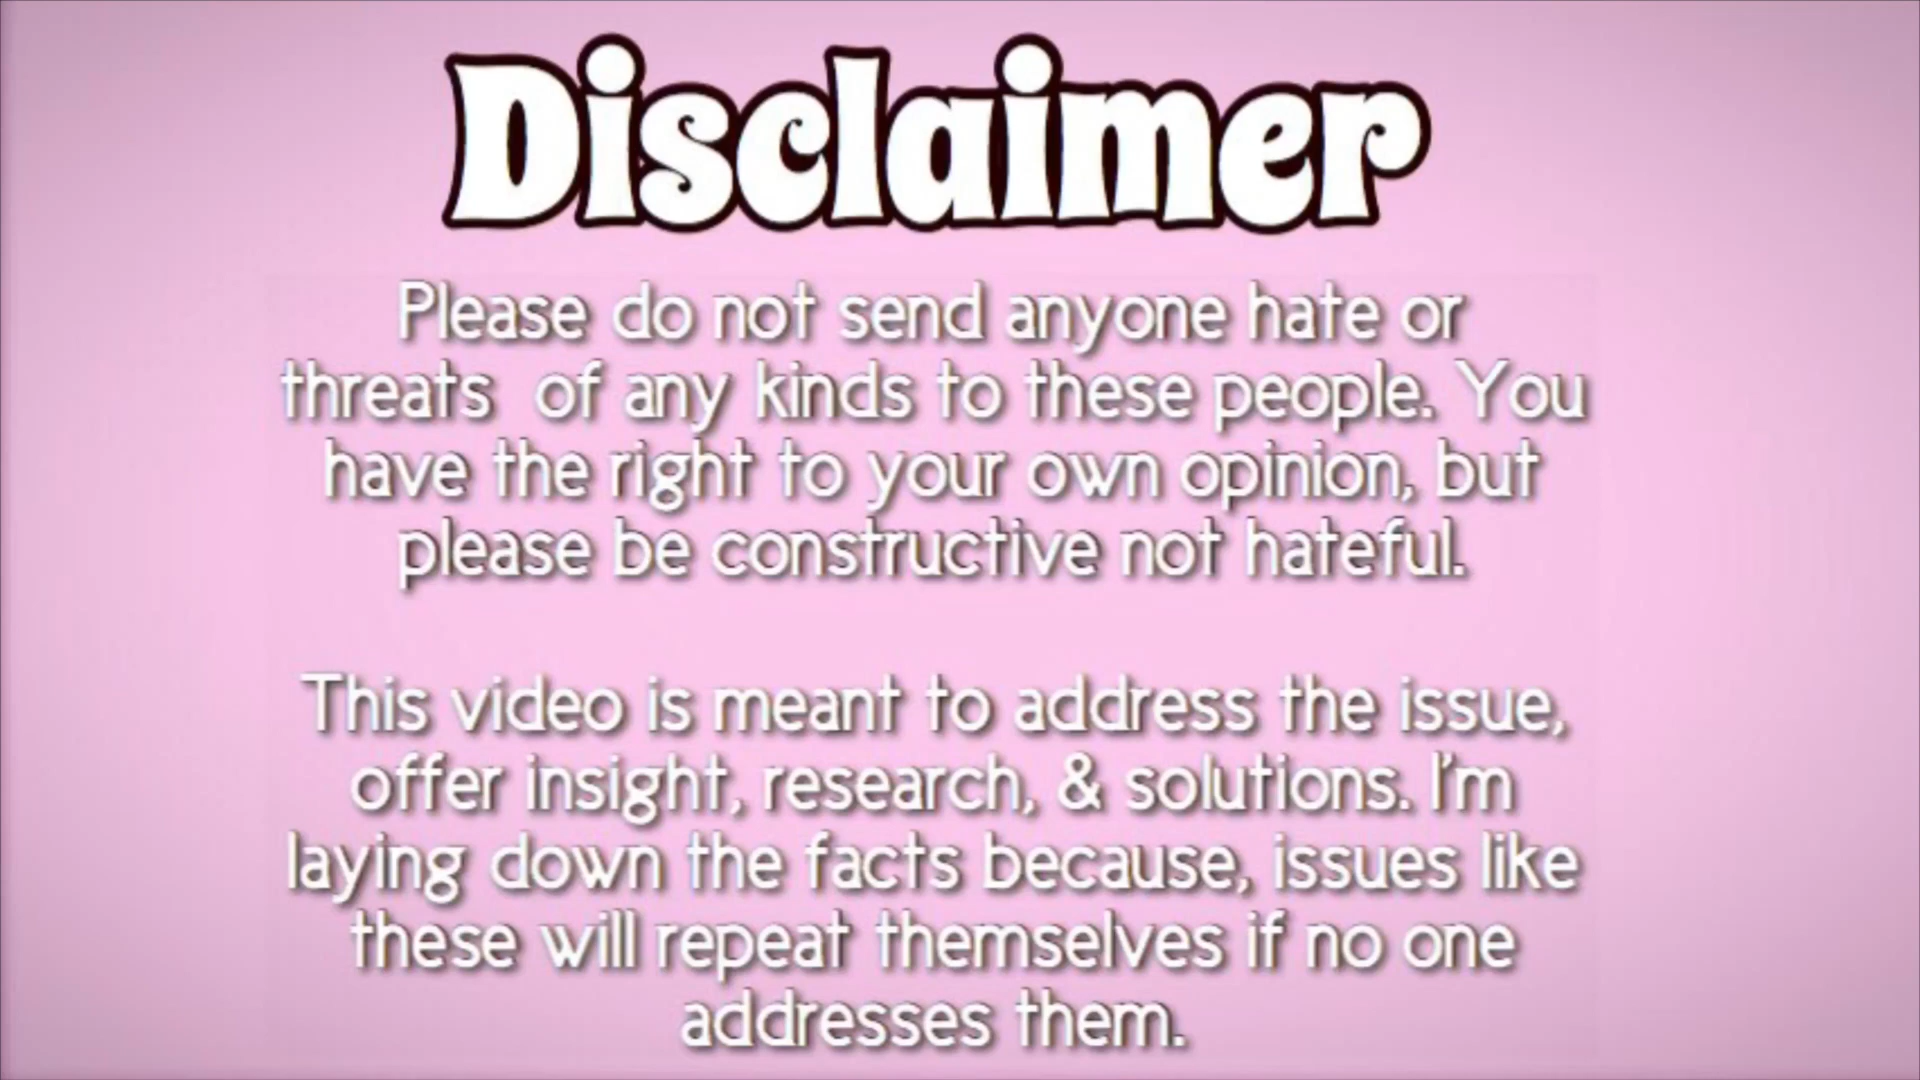 Disclaimer
Please do not send anyone hate or
threats of any kinds to these people. You
have the right to your own opinion, but
please be constructive not hateful.
This video is meant to address the issue,
offer insight, research, & solutions. I'm
laying down the facts because, issues like
these will repeat themselves if no one
addresses them.